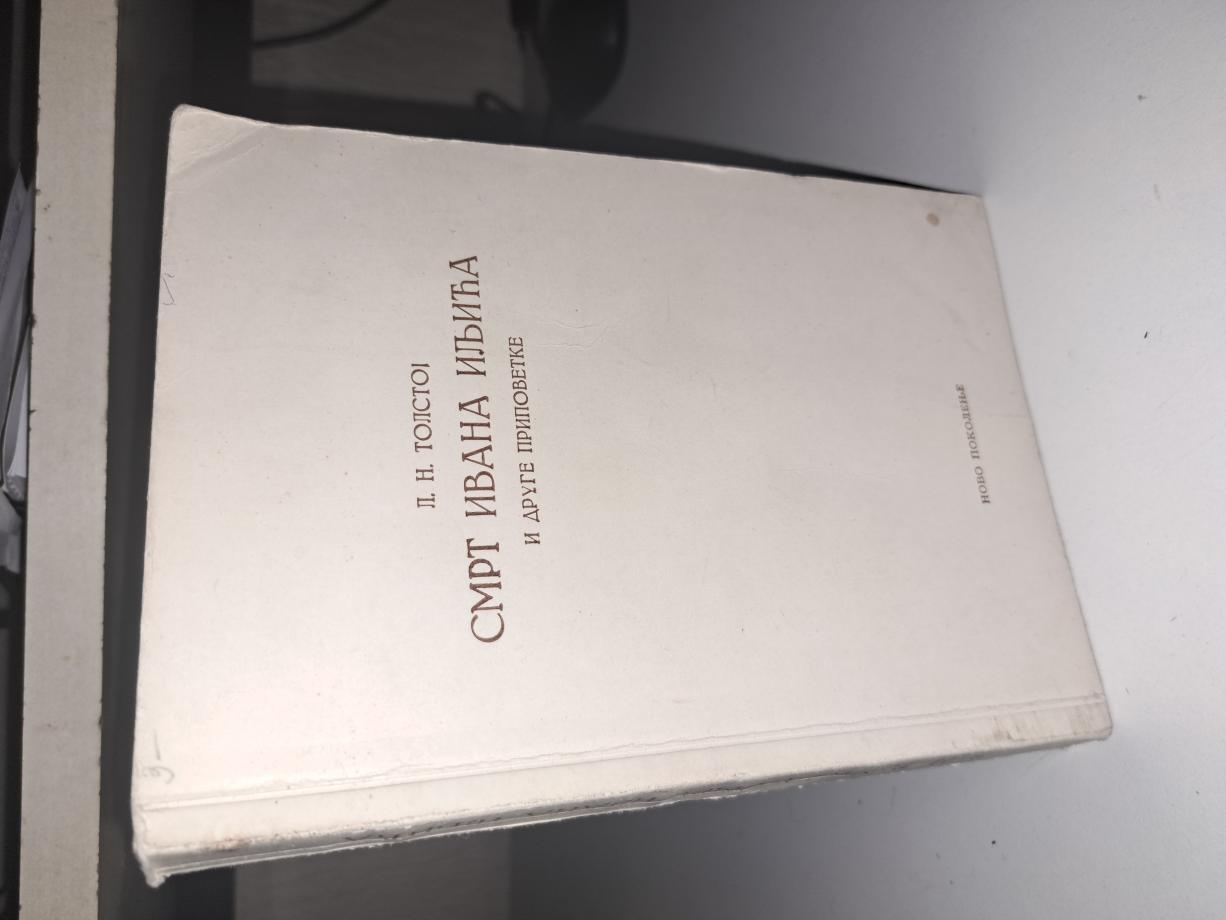 Л. Н. ТОЛСТОЈ
СМРТ ИВАНА ИЉИЋА
И ДРУГЕ ПРИПОВЕТКЕ
НОВО ПОКОЛЕЊЕ